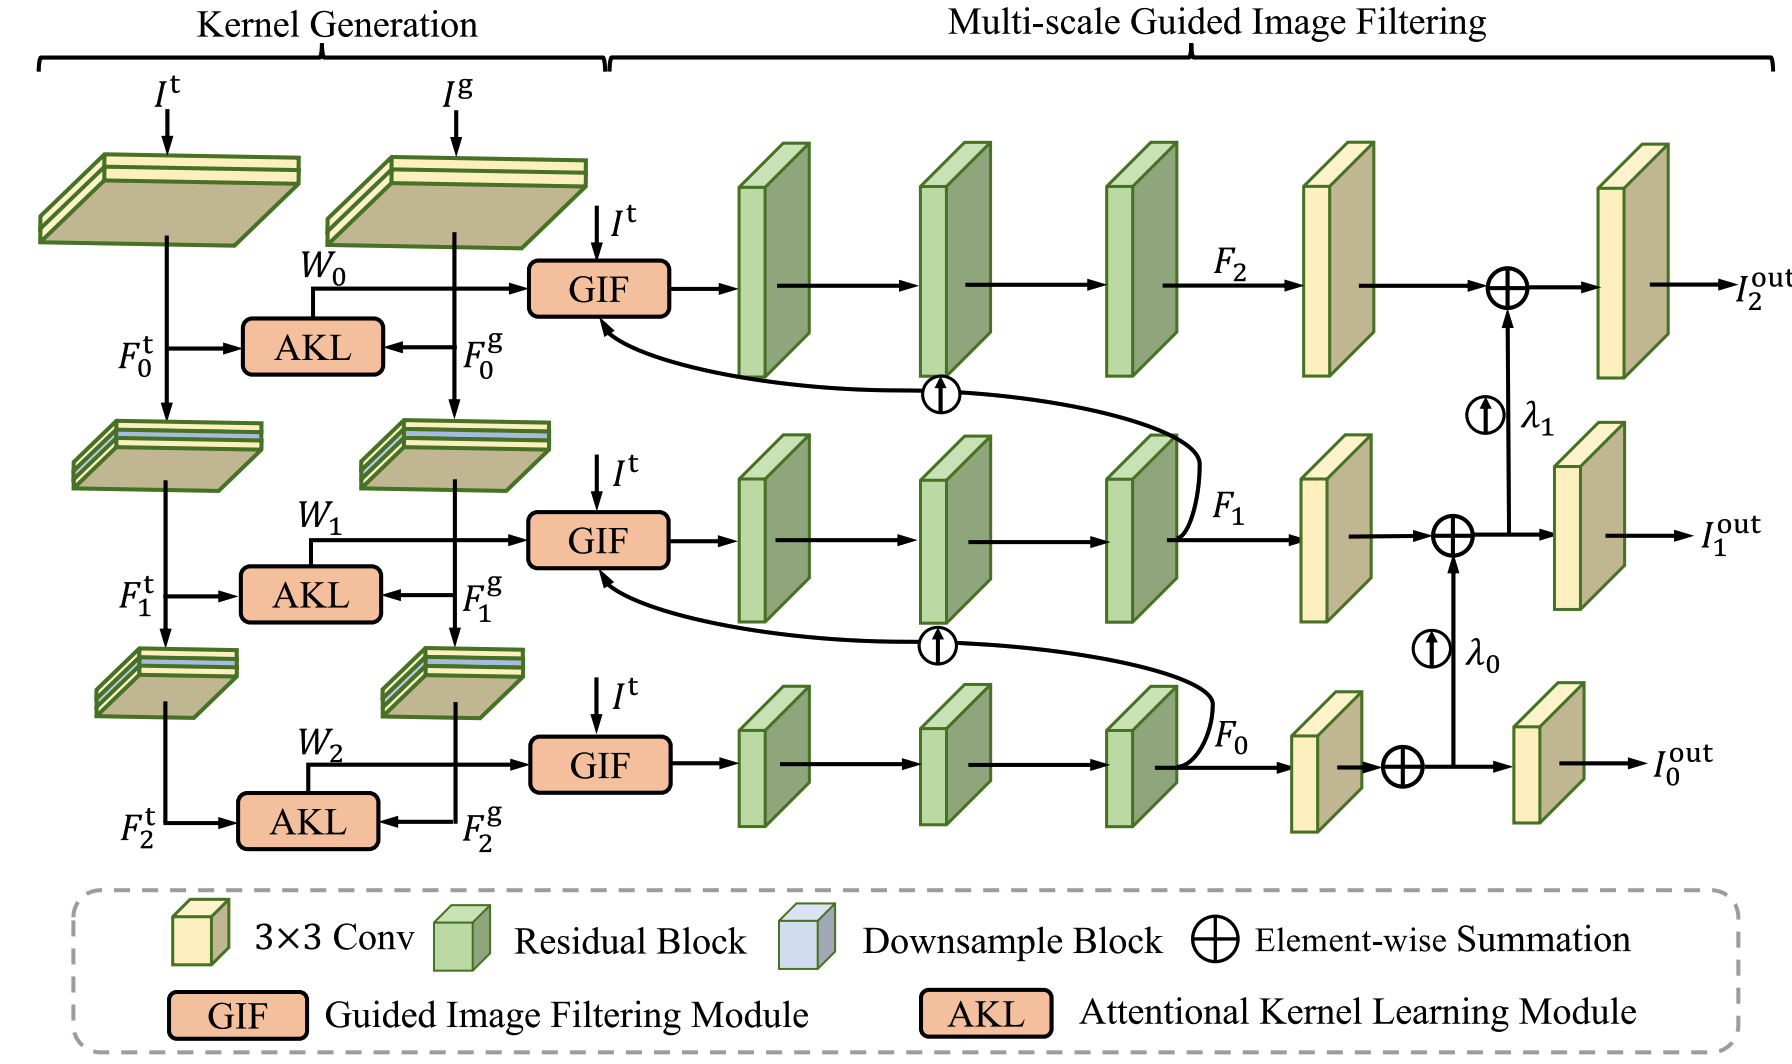 Kernel Generation
Multi-scale Guided Image Filtering
I^t
I^g
I^t
W_0
GIF
F_2
I_2^out
F_0^t
AKL
F_0^g
λ_1
I^t
W_1
GIF
F_1
I_1^out
F_1^t
AKL
F_1^g
λ_0
I^t
W_2
GIF
F_0
I_0^out
F_2^t
AKL
F_2^g
3×3 Conv
Residual Block
Downsample Block
Element-wise Summation
GIF
Guided Image Filtering Module
AKL
Attentional Kernel Learning Module